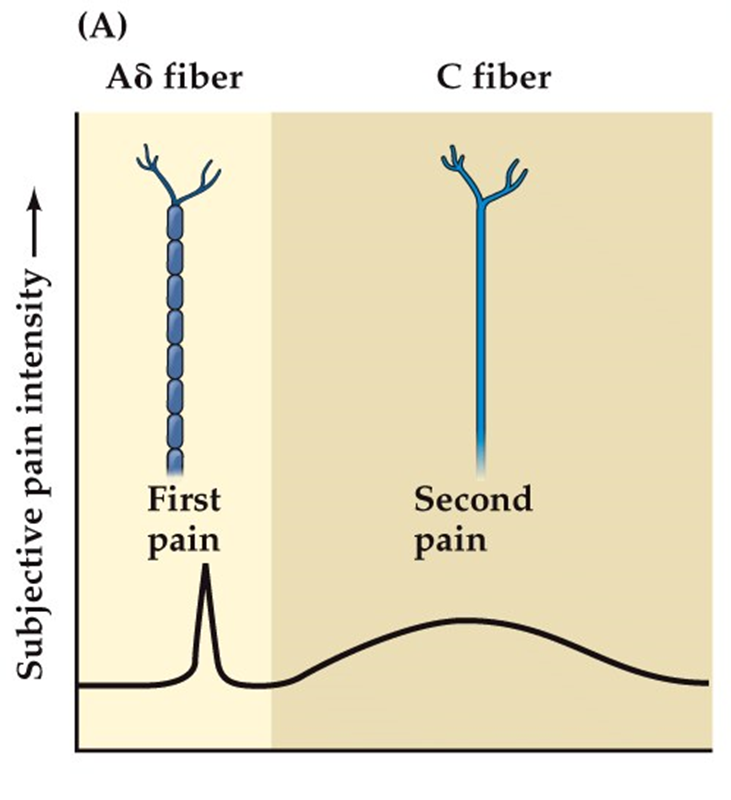 (A)
Aδ fiber
C fiber
Subjective pain intensity
First
pain
Second
pain